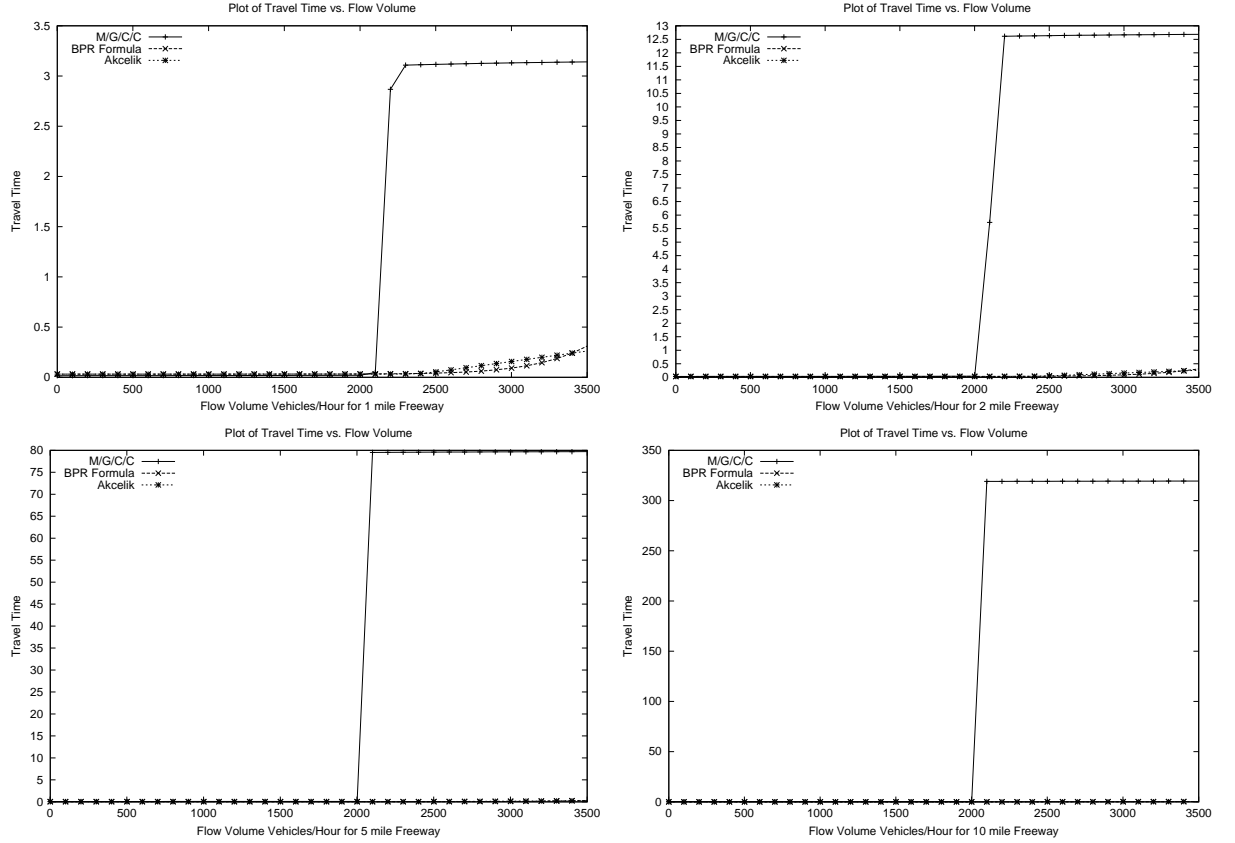 Plot of Travel Time vs. Flow Volume
M/G/C/C
BPR Formula
Akcelik
Travel Time
3.5
3
2.5
2
1.5
1
0.5
0
0 500 1000 1500 2000 2500 3000 3500
Flow Volume Vehicles/Hour for 1 mile Freeway
Plot of Travel Time vs. Flow Volume
M/G/C/C
BPR Formula
Akcelik
Travel Time
13
12.5
12
11.5
11
10.5
10
9.5
9
8.5
8
7.5
7
6.5
6
5.5
5
4.5
4
3.5
3
2.5
2
1.5
1
0.5
0
0 500 1000 1500 2000 2500 3000 3500
Flow Volume Vehicles/Hour for 2 mile Freeway
Plot of Travel Time vs. Flow Volume
M/G/C/C
BPR Formula
Akcelik
Travel Time
80
75
70
65
60
55
50
45
40
35
30
25
20
15
10
5
0
0 500 1000 1500 2000 2500 3000 3500
Flow Volume Vehicles/Hour for 5 mile Freeway
Plot of Travel Time vs. Flow Volume
M/G/C/C
BPR Formula
Akcelik
Travel Time
350
300
250
200
150
100
50
0
0 500 1000 1500 2000 2500 3000 3500
Flow Volume Vehicles/Hour for 10 mile Freeway